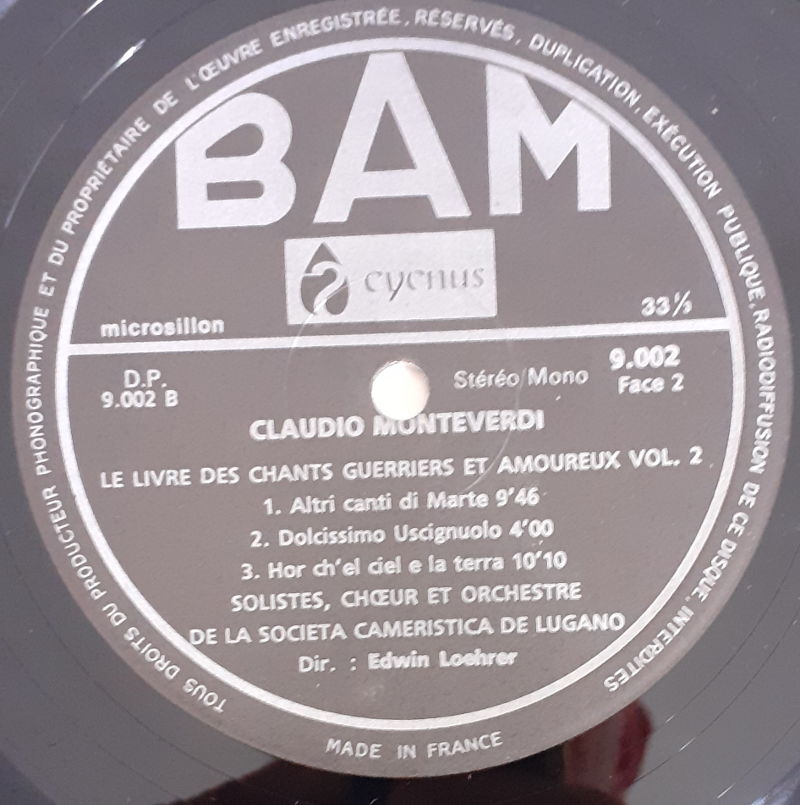 TOUS DROITS DU PRODUCTEUR PHONOGRAPHIQUE ET DU PROPRIÉTAIRE DE L'ŒUVRE ENREGISTRÉE, RÉSERVÉS, DUPLICATION, EXÉCUTION PUBLIQUE, RADIODIFFUSION DE CE DISQUE, INTERDITES
BAM
cycnus
microsillon
33⅓
D.P.
9.002 B
Stéréo/Mono
9.002
Face 2
CLAUDIO MONTEVERDI
LE LIVRE DES CHANTS GUERRIERS ET AMOUREUX VOL. 2
1. Altri canti di Marte 9'46
2. Dolcissimo Uscignuolo 4'00
3. Hor ch'el ciel e la terra 10'10
SOLISTES, CHŒUR ET ORCHESTRE
DE LA SOCIETA CAMERISTICA DE LUGANO
Dir. : Edwin Loehrer
MADE IN FRANCE